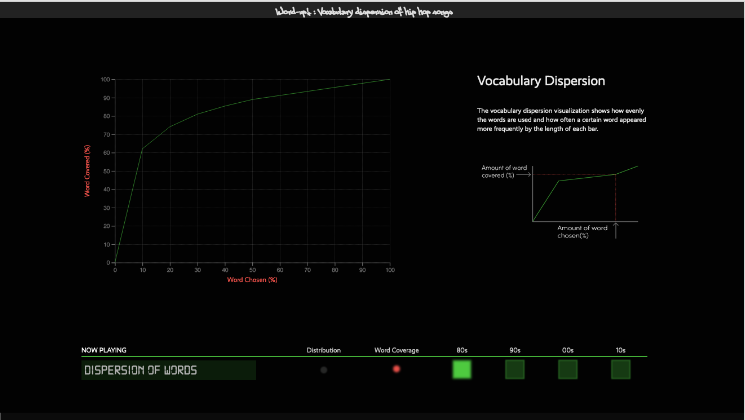 Word-up! : Vocabulary dispersion of hip hop songs
Vocabulary Dispersion
The vocabulary dispersion visualization shows how evenly
the words are used and how often a certain word appeared
more frequently by the length of each bar.
Word Covered (%)
100
90
80
70
60
50
40
30
20
10
0
0 10 20 30 40 50 60 70 80 90 100
Word Chosen (%)
Amount of word
covered (%)
Amount of word
chosen(%)
NOW PLAYING Distribution Word Coverage 80s 90s 00s 10s
DISPERSION OF WORDS